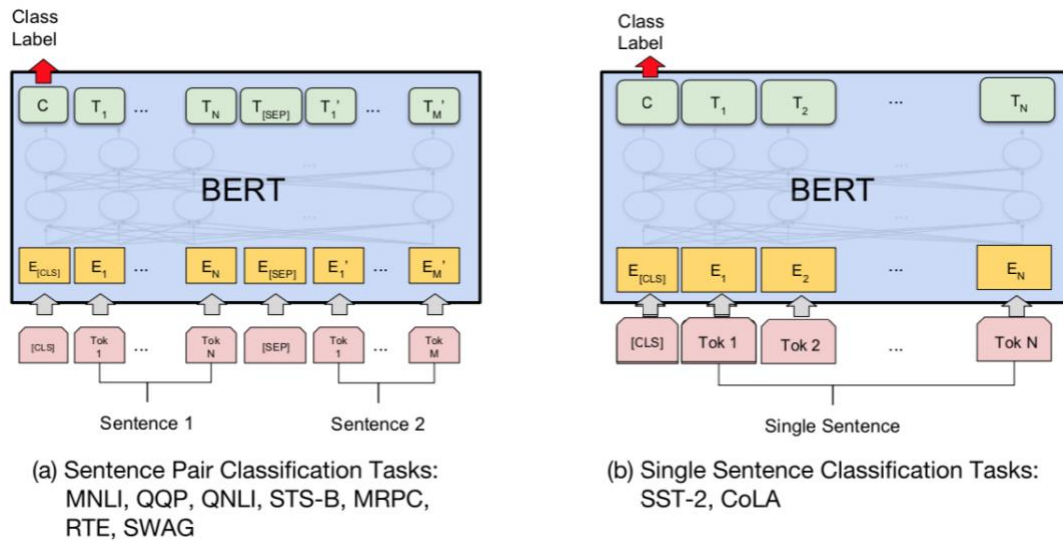 Class
Label
C T1 ... TN T[SEP] T1' ... TM'
...
BERT
...
E[CLS] E1 ... EN E[SEP] E1' ... EM'
[CLS] Tok 1 ... Tok N [SEP] Tok 1 ... Tok M
Sentence 1 Sentence 2
(a) Sentence Pair Classification Tasks:
MNLI, QQP, QNLI, STS-B, MRPC,
RTE, SWAG
Class
Label
C T1 T2 ... TN
...
BERT
...
E[CLS] E1 E2 ... EN
[CLS] Tok 1 Tok 2 ... Tok N
Single Sentence
(b) Single Sentence Classification Tasks:
SST-2, CoLA